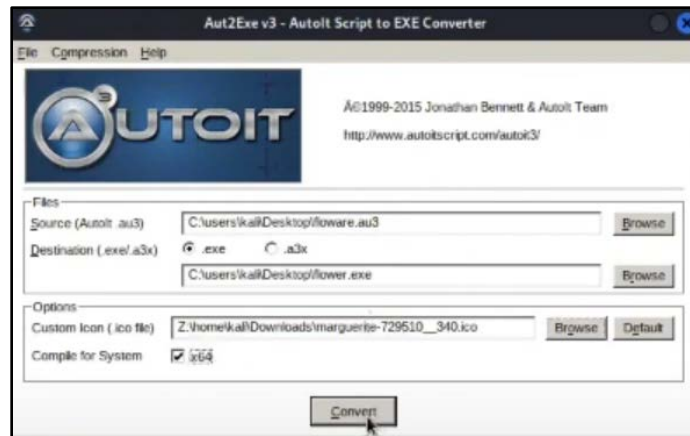 Aut2Exe v3 - AutoIt Script to EXE Converter
File Compression Help
AUTOIT
3
Â©1999-2015 Jonathan Bennett & AutoIt Team
http://www.autoitscript.com/autoit3/
Files
Source (AutoIt .au3) C:\users\kali\Desktop\floware.au3 Browse
Destination (.exe/.a3x) .exe .a3x
C:\users\kali\Desktop\flower.exe Browse
Options
Custom Icon (.ico file) Z:\home\kali\Downloads\marguerite-729510__340.ico Browse Default
Compile for System x64
Convert